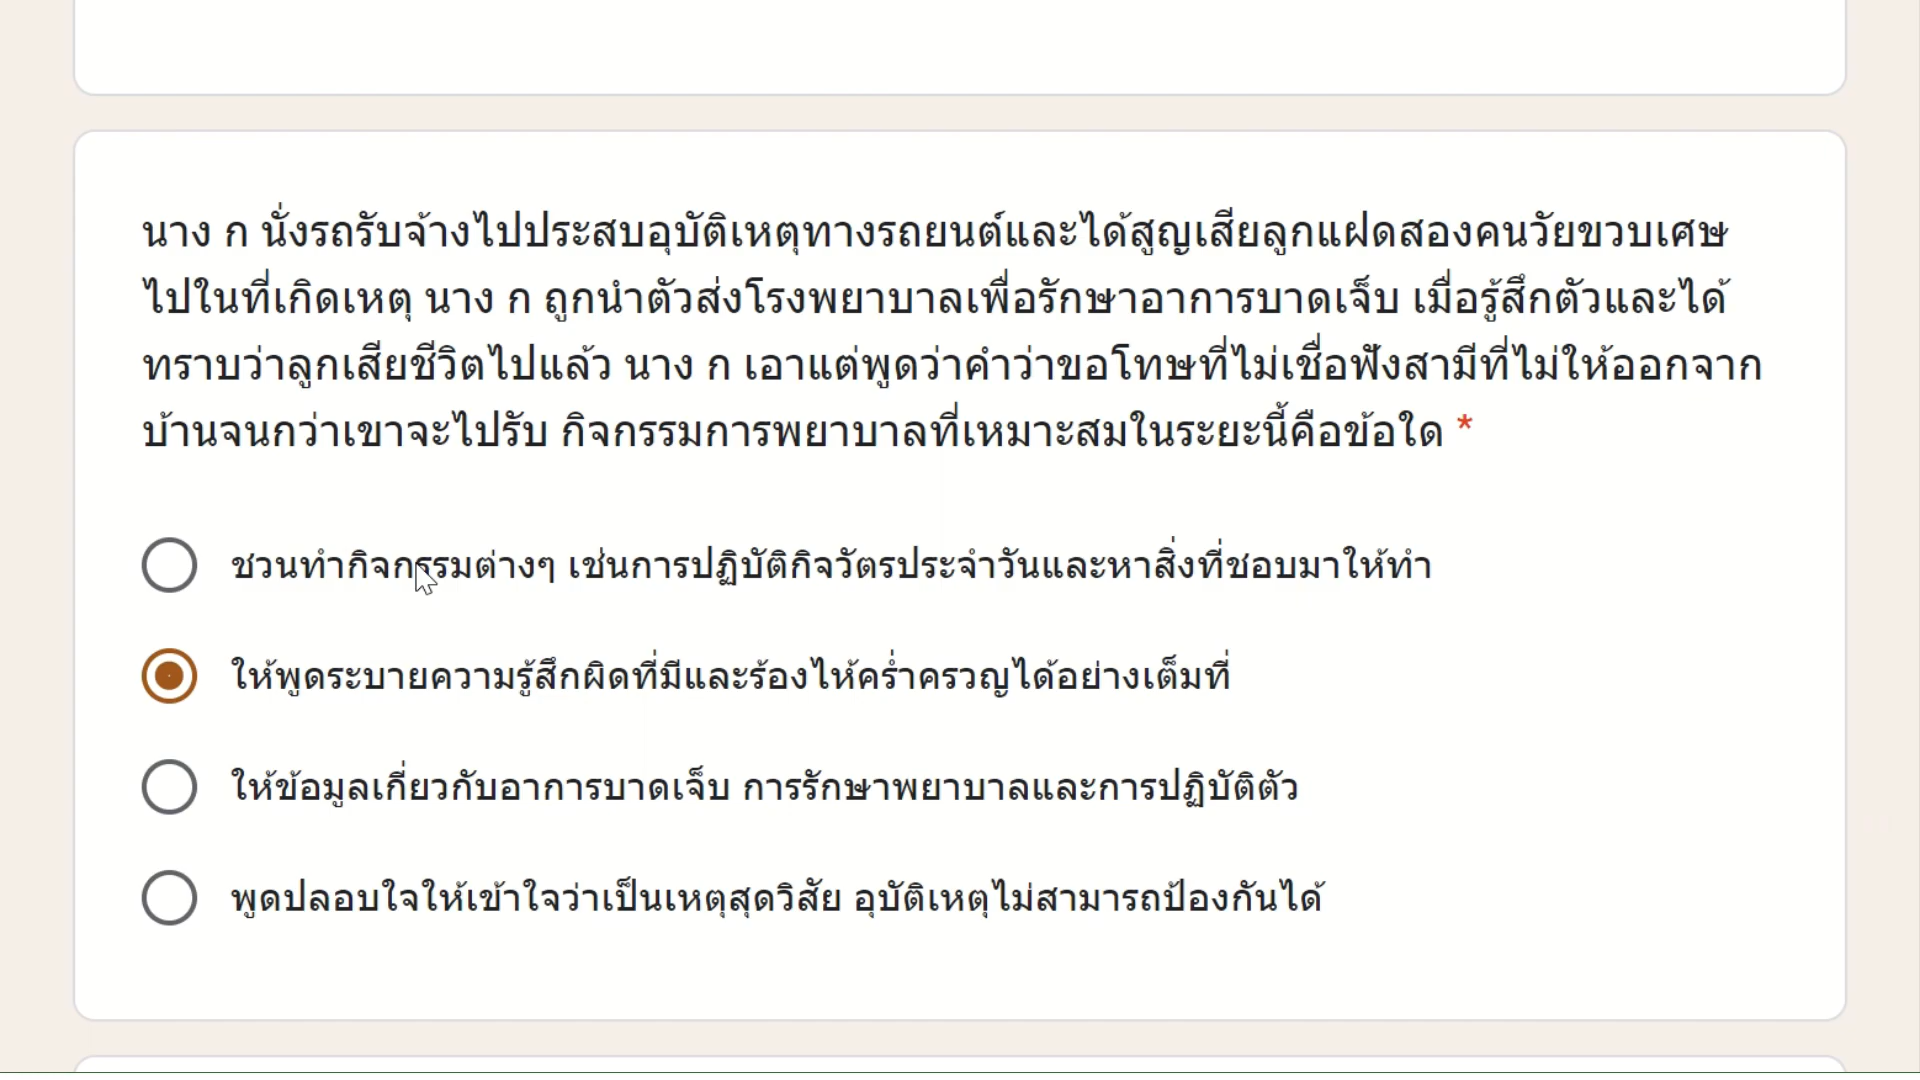 นาง ก นั่งรถรับจ้างไปประสบอุบัติเหตุทางรถยนต์และได้สูญเสียลูกแฝดสองคนวัยขวบเศษ
ไปในที่เกิดเหตุ นาง ก ถูกนำตัวส่งโรงพยาบาลเพื่อรักษาอาการบาดเจ็บ เมื่อรู้สึกตัวและได้
ทราบว่าลูกเสียชีวิตไปแล้ว นาง ก เอาแต่พูดว่าคำว่าขอโทษที่ไม่เชื่อฟังสามีที่ไม่ให้ออกจาก
บ้านจนกว่าเขาจะไปรับ กิจกรรมการพยาบาลที่เหมาะสมในระยะนี้คือข้อใด *
ชวนทำกิจกรรมต่างๆ เช่นการปฏิบัติกิจวัตรประจำวันและหาสิ่งที่ชอบมาให้ทำ
ให้พูดระบายความรู้สึกผิดที่มีและร้องไห้คร่ำครวญได้อย่างเต็มที่
ให้ข้อมูลเกี่ยวกับอาการบาดเจ็บ การรักษาพยาบาลและการปฏิบัติตัว
พูดปลอบใจให้เข้าใจว่าเป็นเหตุสุดวิสัย อุบัติเหตุไม่สามารถป้องกันได้